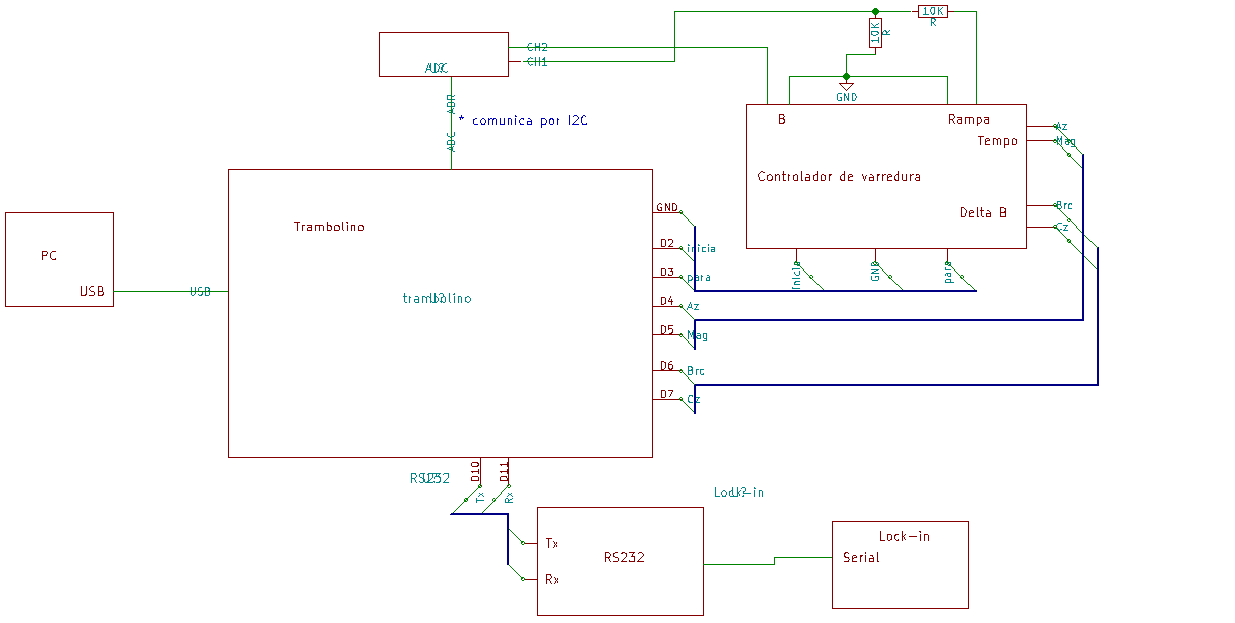 10K
R
10K
R
CH2
CH1
ADC
GND
ADR
* comunica por I2C
ADC
B
Rampa
Tempo
Az
Mag
Controlador de varredura
Delta B
Brc
Cz
Trambolino
GND
D2
inicia
D3
para
D4
Az
D5
Mag
D6
Brc
D7
Cz
inicia
GND
para
PC
USB
USB
trambolino
RS232
D10
D11
Tx
Rx
Lock-in
Tx
RS232
Rx
Lock-in
Serial